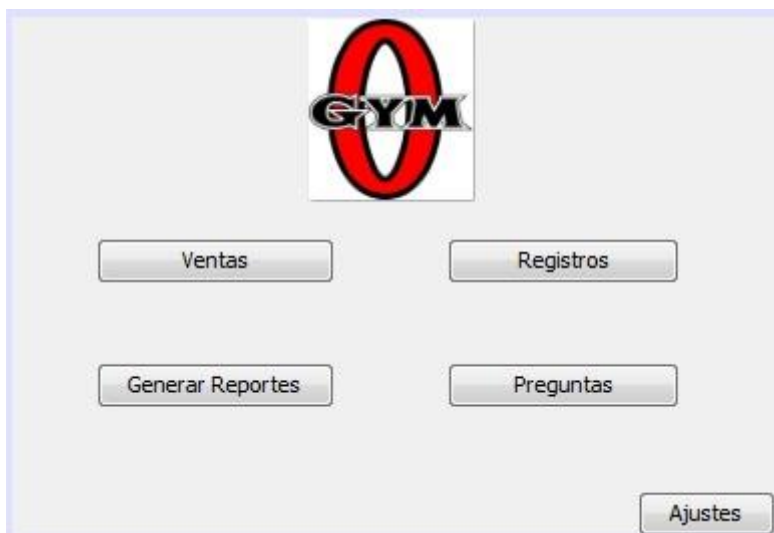 GYM
Ventas
Registros
Generar Reportes
Preguntas
Ajustes